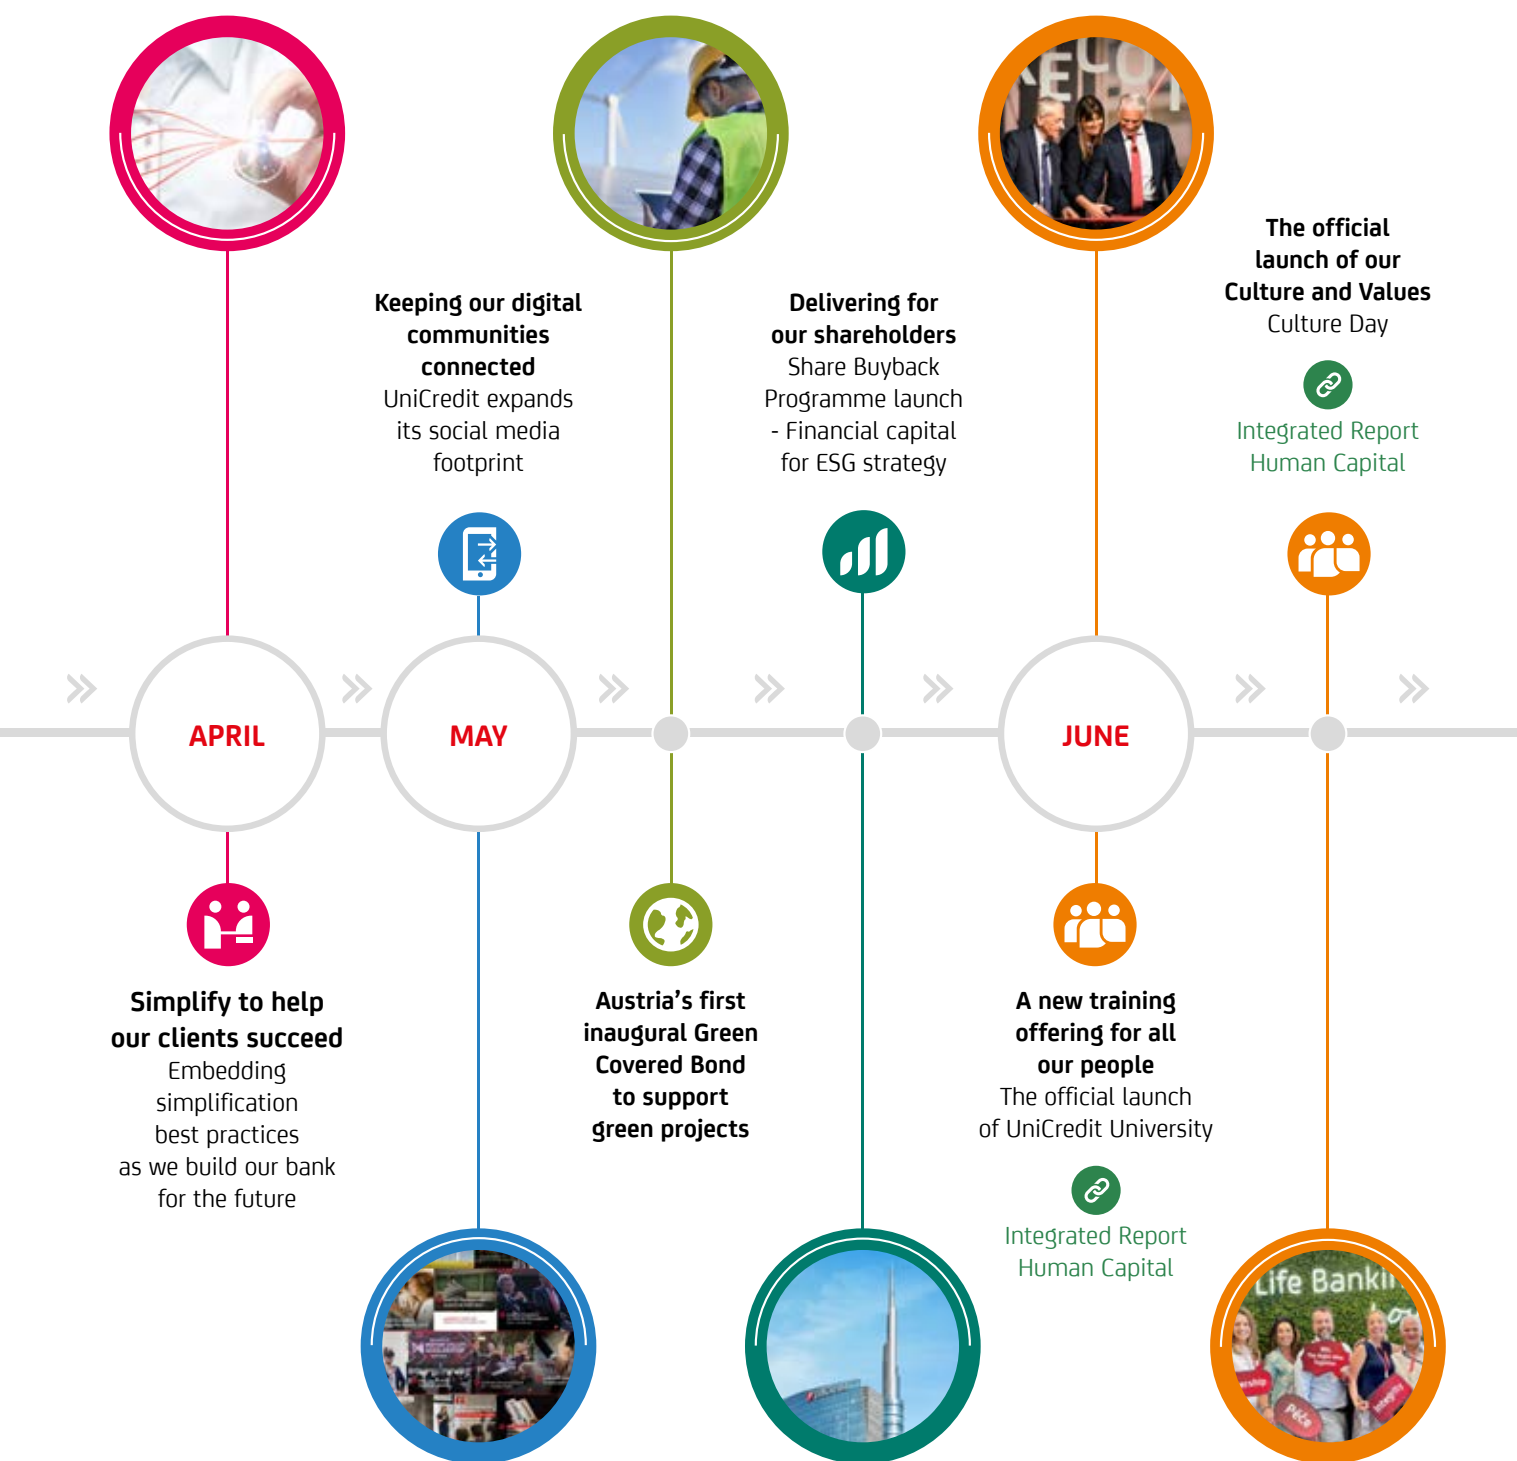 The official
launch of our
Culture and Values
Culture Day
Integrated Report
Human Capital
Keeping our digital
communities
connected
UniCredit expands
its social media
footprint
Delivering for
our shareholders
Share Buyback
Programme launch
- Financial capital
for ESG strategy
APRIL
MAY
JUNE
Simplify to help
our clients succeed
Embedding
simplification
best practices
as we build our bank
for the future
Austria's first
inaugural Green
Covered Bond
to support
green projects
A new training
offering for all
our people
The official launch
of UniCredit University
Integrated Report
Human Capital
Life Bankin
Integrity